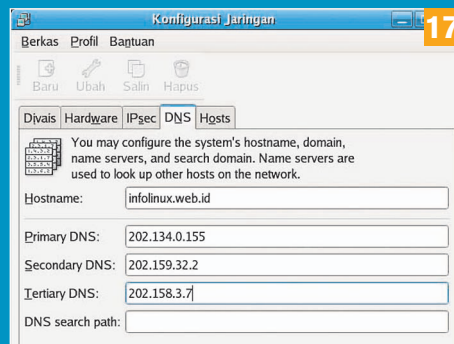 Konfigurasi Jaringan
17
Berkas Profil Bantuan
Baru Ubah Salin Hapus
Divais Hardware IPsec DNS Hosts
You may configure the system's hostname, domain,
name servers, and search domain. Name servers are
used to look up other hosts on the network.
Hostname: infolinux.web.id
Primary DNS: 202.134.0.155
Secondary DNS: 202.159.32.2
Tertiary DNS: 202.158.3.7
DNS search path: